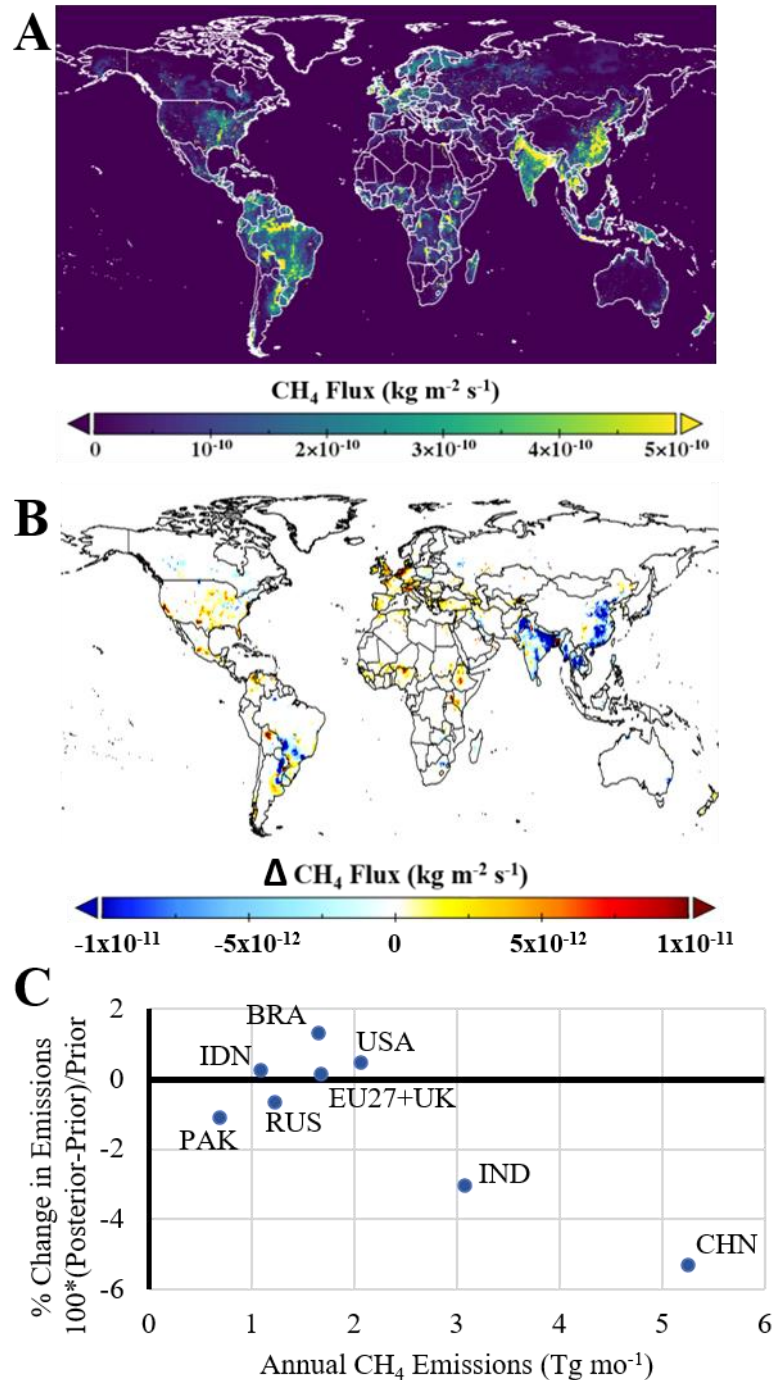 A
CH₄ Flux (kg m⁻² s⁻¹)
0 10⁻¹⁰ 2×10⁻¹⁰ 3×10⁻¹⁰ 4×10⁻¹⁰ 5×10⁻¹⁰
B
Δ CH₄ Flux (kg m⁻² s⁻¹)
-1x10⁻¹¹ -5x10⁻¹² 0 5x10⁻¹² 1x10⁻¹¹
C
% Change in Emissions
100*(Posterior-Prior)/Prior
2
0
-2
-4
-6
BRA
USA
IDN
EU27+UK
RUS
PAK
IND
CHN
0 1 2 3 4 5 6
Annual CH₄ Emissions (Tg mo⁻¹)